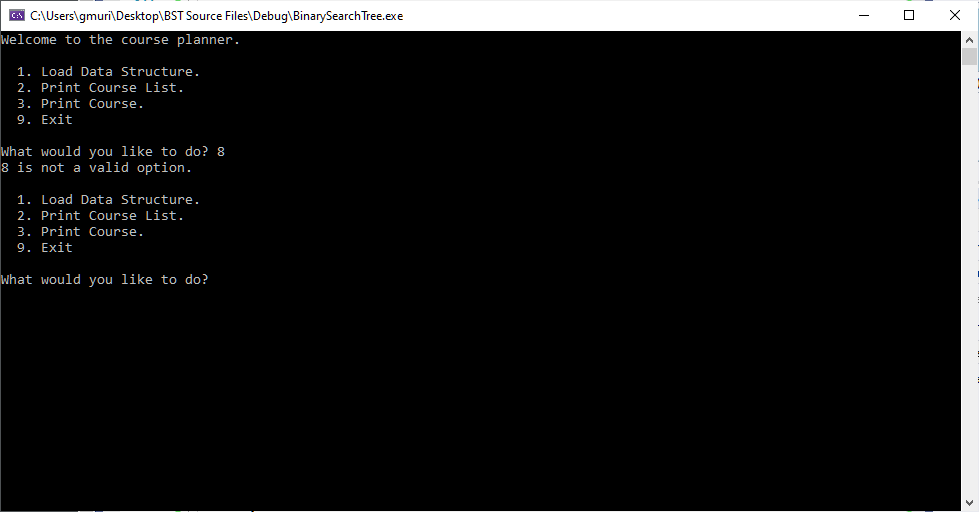 C:\Users\gmuri\Desktop\BST Source Files\Debug\BinarySearchTree.exe
Welcome to the course planner.
1. Load Data Structure.
2. Print Course List.
3. Print Course.
9. Exit
What would you like to do? 8
8 is not a valid option.
1. Load Data Structure.
2. Print Course List.
3. Print Course.
9. Exit
What would you like to do?